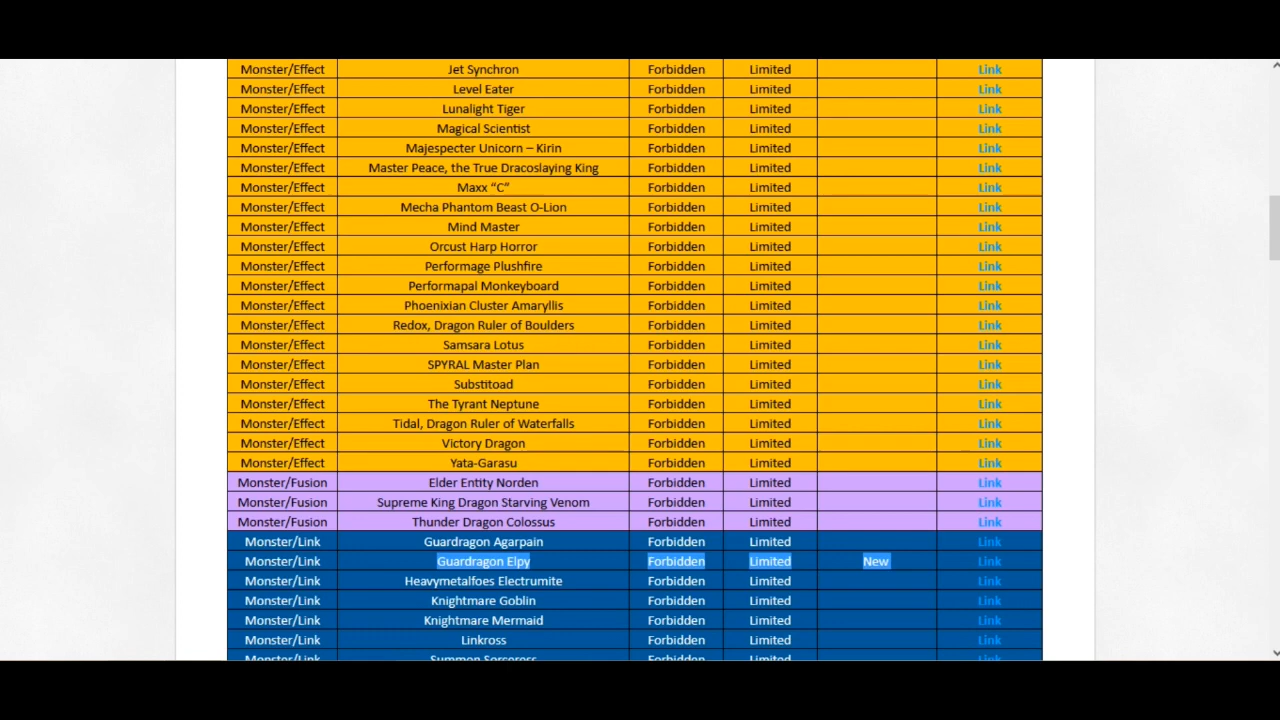 Monster/Effect Jet Synchron Forbidden Limited Link
Monster/Effect Level Eater Forbidden Limited Link
Monster/Effect Lunalight Tiger Forbidden Limited Link
Monster/Effect Magical Scientist Forbidden Limited Link
Monster/Effect Majespecter Unicorn – Kirin Forbidden Limited Link
Monster/Effect Master Peace, the True Dracoslaying King Forbidden Limited Link
Monster/Effect Maxx “C” Forbidden Limited Link
Monster/Effect Mecha Phantom Beast O-Lion Forbidden Limited Link
Monster/Effect Mind Master Forbidden Limited Link
Monster/Effect Orcust Harp Horror Forbidden Limited Link
Monster/Effect Performage Plushfire Forbidden Limited Link
Monster/Effect Performapal Monkeyboard Forbidden Limited Link
Monster/Effect Phoenixian Cluster Amaryllis Forbidden Limited Link
Monster/Effect Redox, Dragon Ruler of Boulders Forbidden Limited Link
Monster/Effect Samsara Lotus Forbidden Limited Link
Monster/Effect SPYRAL Master Plan Forbidden Limited Link
Monster/Effect Substitoad Forbidden Limited Link
Monster/Effect The Tyrant Neptune Forbidden Limited Link
Monster/Effect Tidal, Dragon Ruler of Waterfalls Forbidden Limited Link
Monster/Effect Victory Dragon Forbidden Limited Link
Monster/Effect Yata-Garasu Forbidden Limited Link
Monster/Fusion Elder Entity Norden Forbidden Limited Link
Monster/Fusion Supreme King Dragon Starving Venom Forbidden Limited Link
Monster/Fusion Thunder Dragon Colossus Forbidden Limited Link
Monster/Link Guardragon Agarpain Forbidden Limited Link
Monster/Link Guardragon Elpy Forbidden Limited New Link
Monster/Link Heavymetalfoes Electrumite Forbidden Limited Link
Monster/Link Knightmare Goblin Forbidden Limited Link
Monster/Link Knightmare Mermaid Forbidden Limited Link
Monster/Link Linkross Forbidden Limited Link
Monster/Link Summon Sorceress Forbidden Limited Link